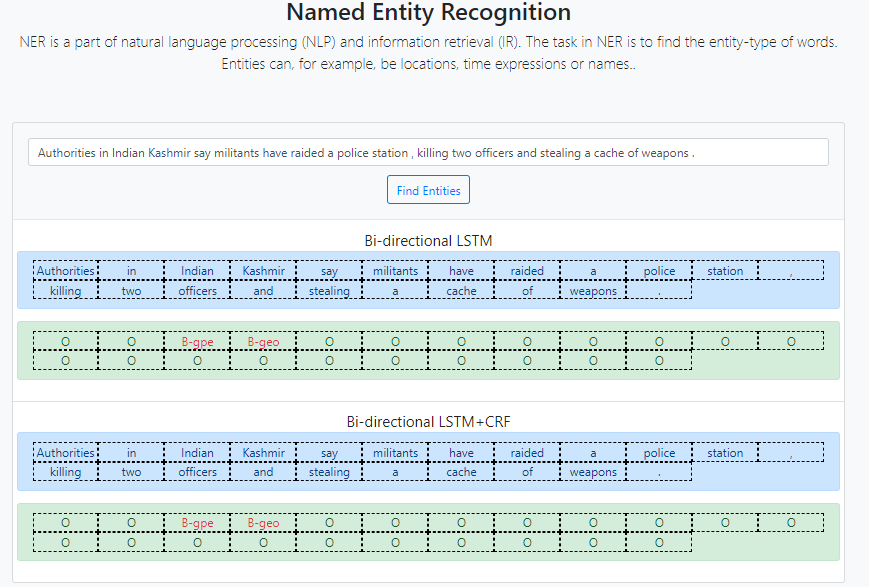 Named Entity Recognition
NER is a part of natural language processing (NLP) and information retrieval (IR). The task in NER is to find the entity-type of words.
Entities can, for example, be locations, time expressions or names..
Authorities in Indian Kashmir say militants have raided a police station , killing two officers and stealing a cache of weapons .
Find Entities
Bi-directional LSTM
Authorities in Indian Kashmir say militants have raided a police station ,
killing two officers and stealing a cache of weapons .
O O B-gpe B-geo O O O O O O O O
O O O O O O O O O O
Bi-directional LSTM+CRF
Authorities in Indian Kashmir say militants have raided a police station ,
killing two officers and stealing a cache of weapons .
O O B-gpe B-geo O O O O O O O O
O O O O O O O O O O